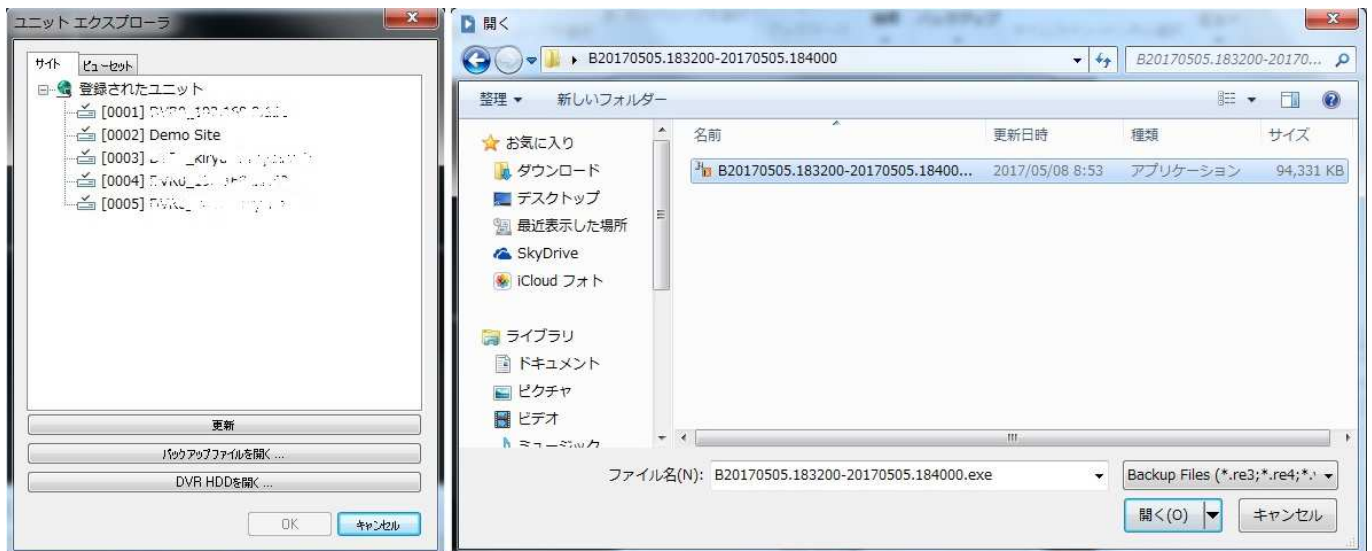 ユニット エクスプローラ
サイト
ビューセット
登録されたユニット
[0001]
[0002] Demo Site
[0003]
[0004]
[0005]
更新
バックアップファイルを開く ...
DVR HDDを開く ...
OK
キャンセル
開く
B20170505.183200-20170505.184000
B20170505.183200-20170...
整理
新しいフォルダー
お気に入り
ダウンロード
デスクトップ
最近表示した場所
SkyDrive
iCloud フォト
ライブラリ
ドキュメント
ピクチャ
ビデオ
ミュージック
名前
更新日時
種類
サイズ
B20170505.183200-20170505.18400...
2017/05/08 8:53
アプリケーション
94,331 KB
ファイル名(N):
B20170505.183200-20170505.184000.exe
Backup Files (*.re3;*.re4;*.
開く(O)
キャンセル